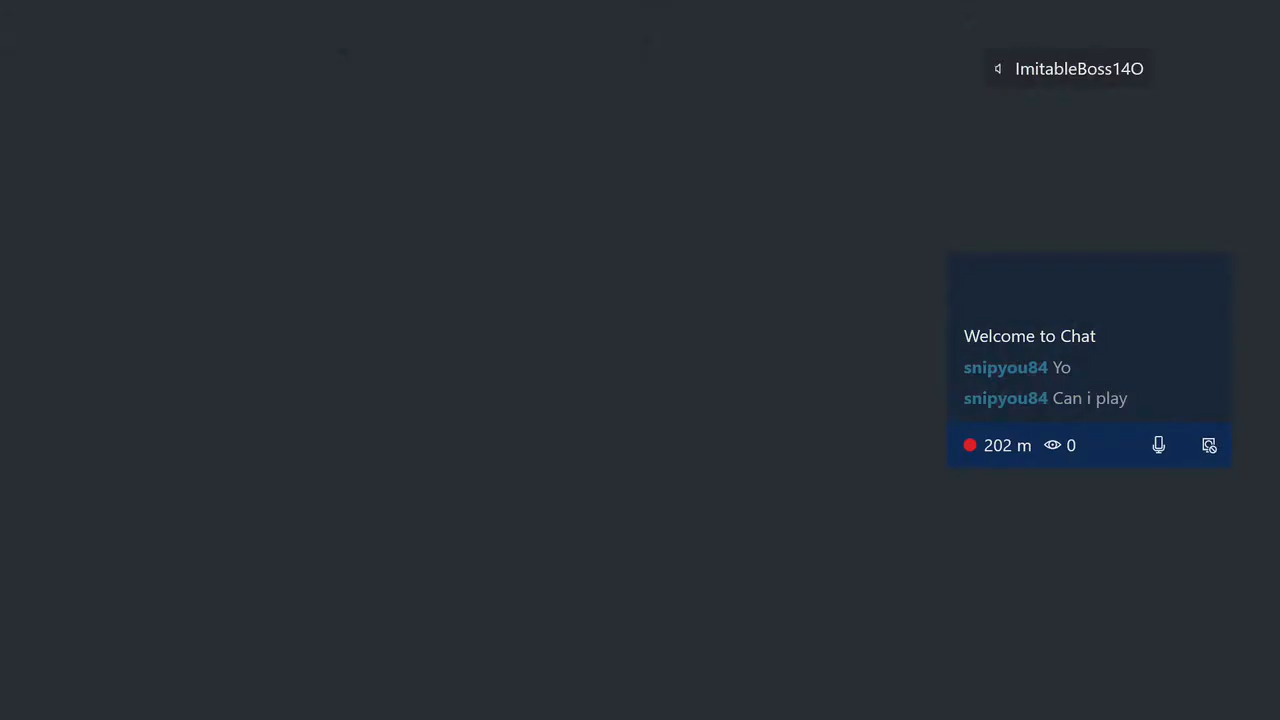 ImitableBoss14O
Welcome to Chat
snipyou84 Yo
snipyou84 Can i play
202 m 0